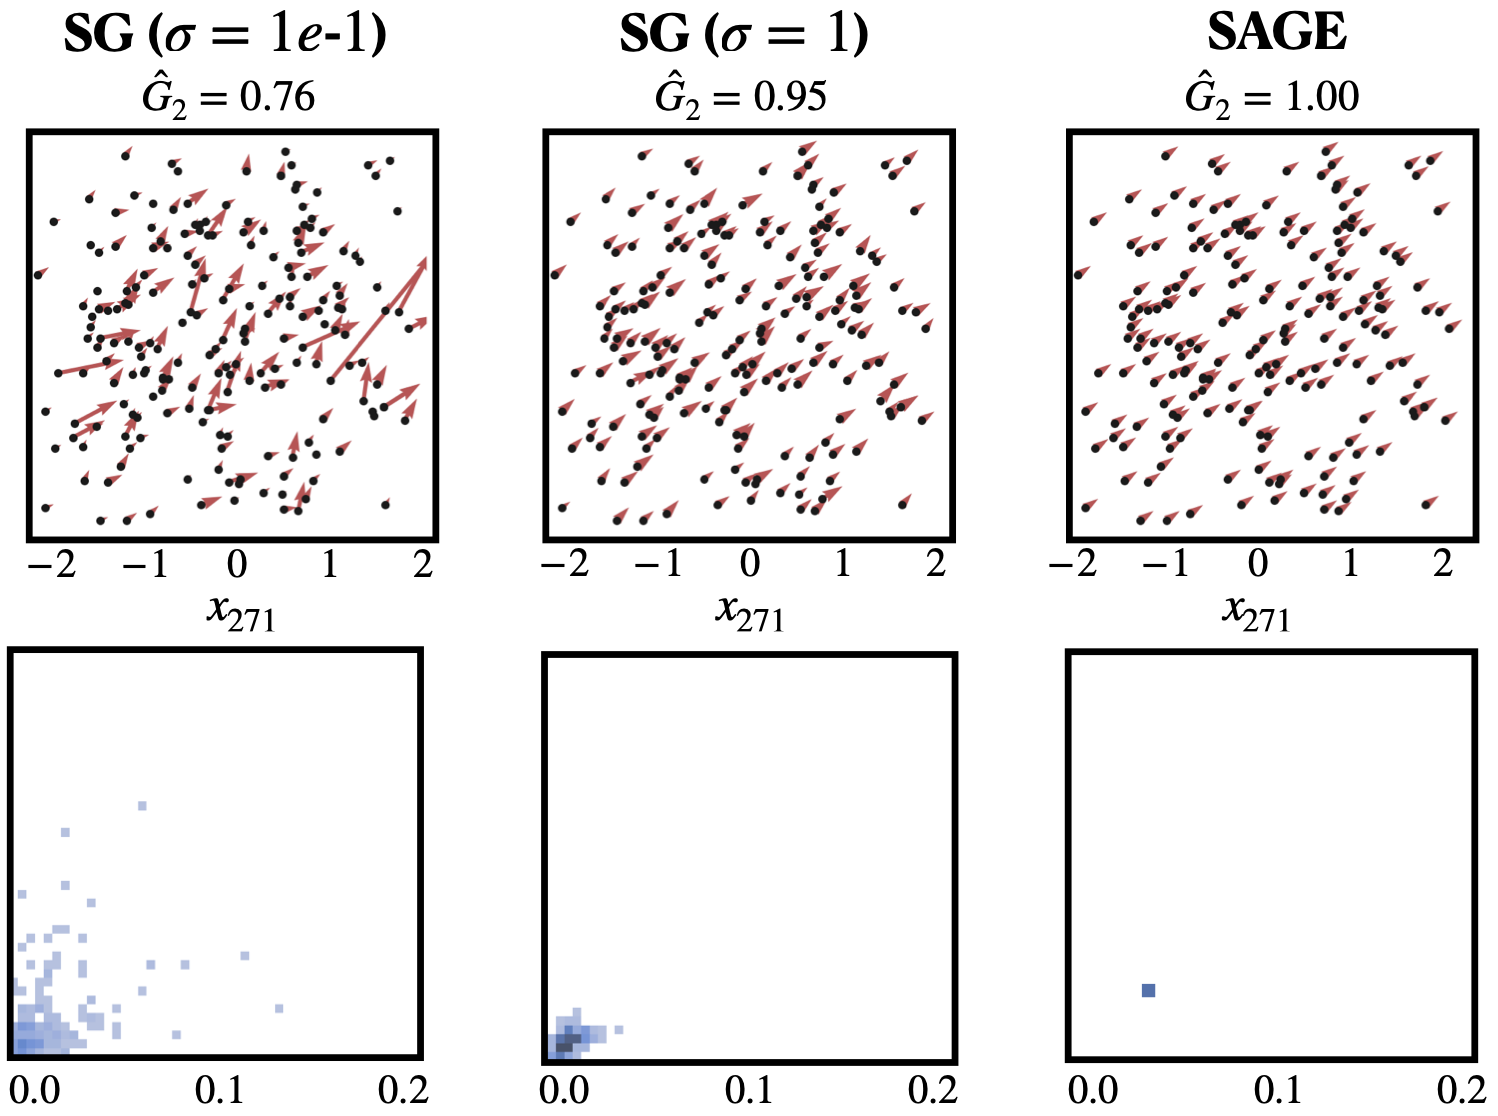 SG (σ = 1e-1) SG (σ = 1) SAGE
Ĝ₂ = 0.76 Ĝ₂ = 0.95 Ĝ₂ = 1.00
−2 −1 0 1 2 −2 −1 0 1 2 −2 −1 0 1 2
x₂₇₁ x₂₇₁ x₂₇₁
0.0 0.1 0.2 0.0 0.1 0.2 0.0 0.1 0.2